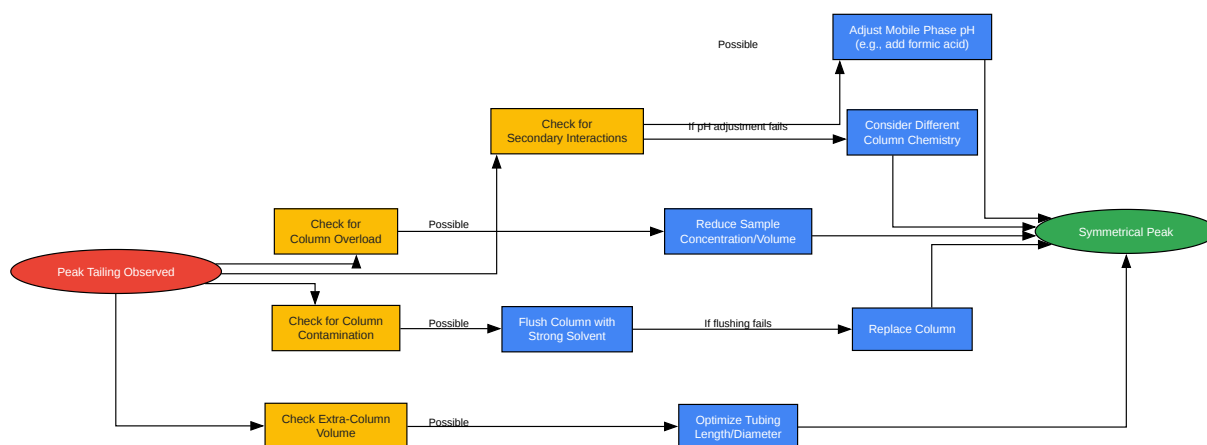 Adjust Mobile Phase pH
(e.g., add formic acid)
Possible
Check for
Secondary Interactions
If pH adjustment fails
Consider Different
Column Chemistry
Check for
Column Overload
Possible
Reduce Sample
Concentration/Volume
Symmetrical Peak
Peak Tailing Observed
Check for Column
Contamination
Possible
Flush Column with
Strong Solvent
If flushing fails
Replace Column
Check Extra-Column
Volume
Possible
Optimize Tubing
Length/Diameter